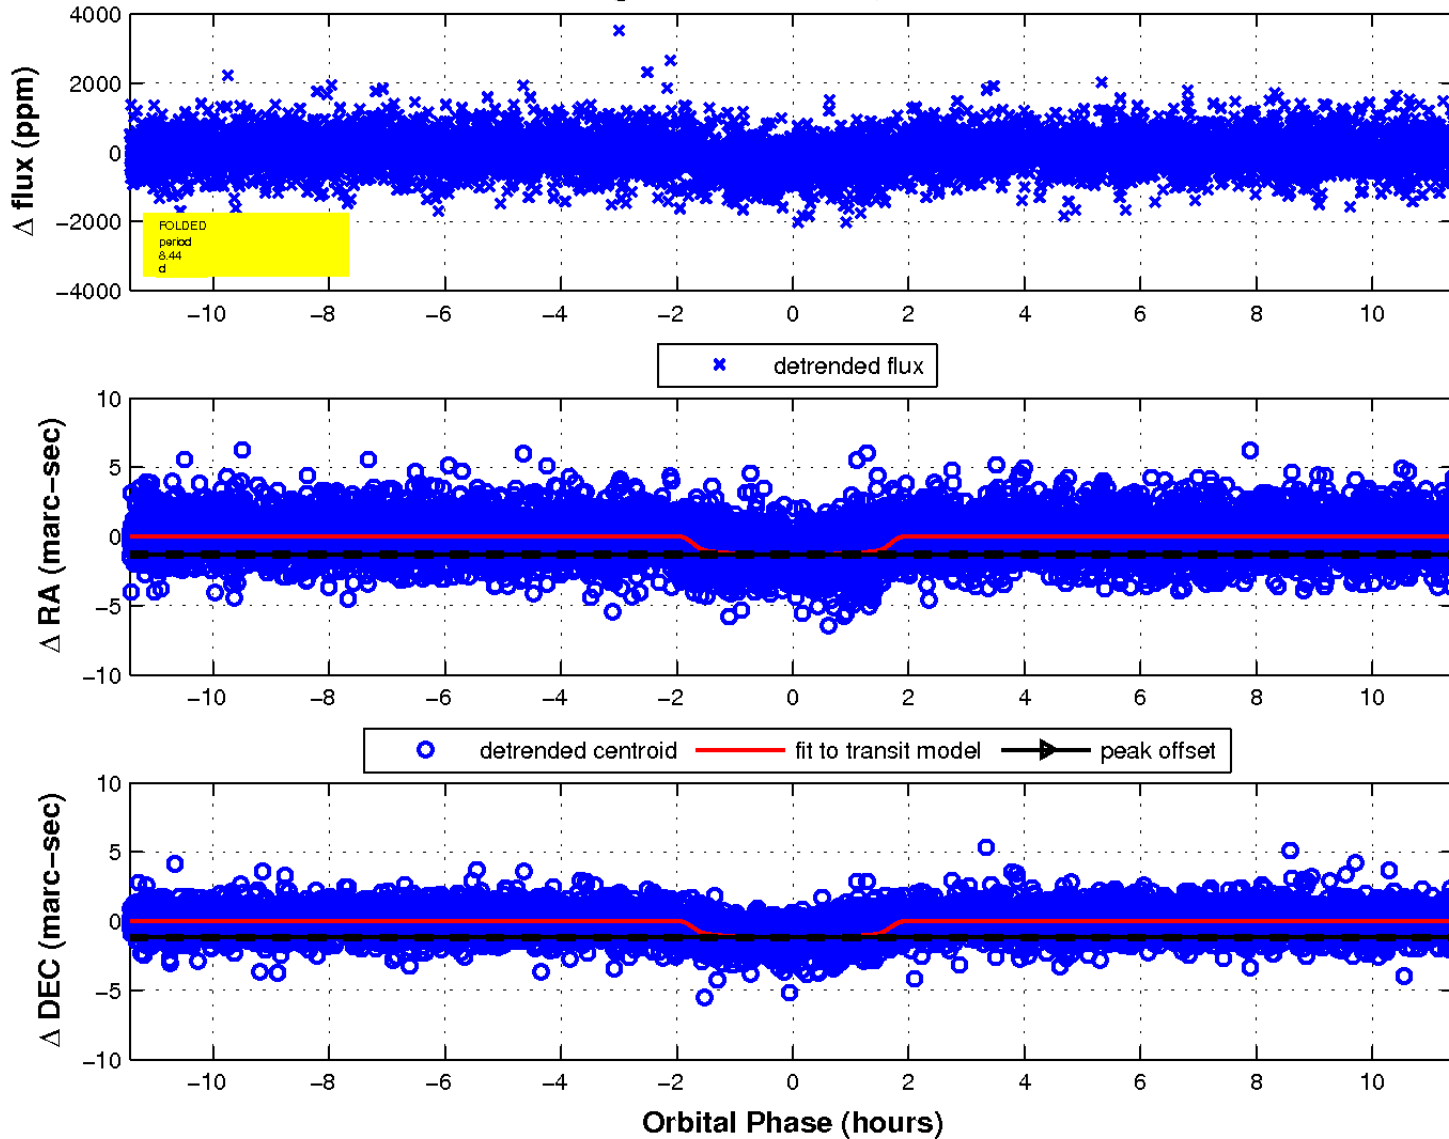 4000
2000
0
−2000
−4000
Δ flux (ppm)
FOLDED
period
8.44
d
−10 −8 −6 −4 −2 0 2 4 6 8 10
detrended flux
10
5
0
−5
−10
Δ RA (marc−sec)
−10 −8 −6 −4 −2 0 2 4 6 8 10
detrended centroid fit to transit model peak offset
10
5
0
−5
−10
Δ DEC (marc−sec)
−10 −8 −6 −4 −2 0 2 4 6 8 10
Orbital Phase (hours)